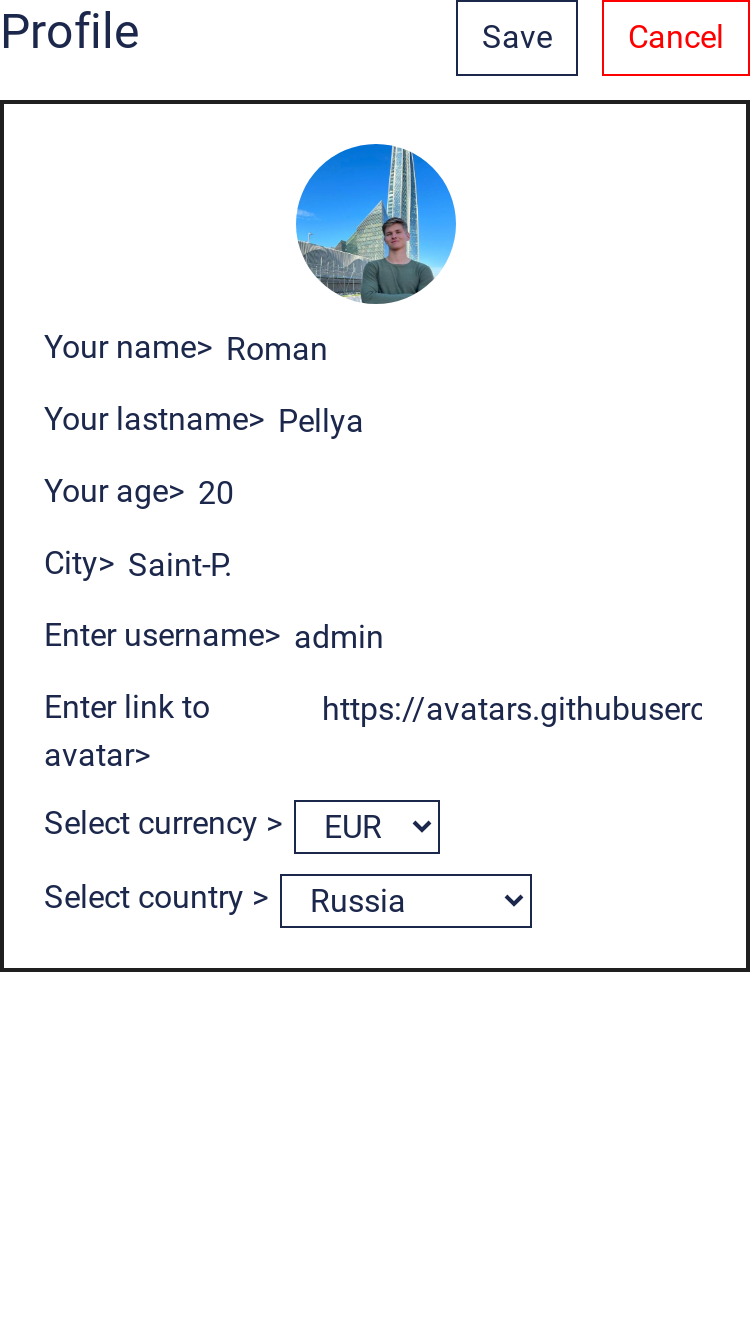 Profile
Save
Cancel
Your name> Roman
Your lastname> Pellya
Your age> 20
City> Saint-P.
Enter username> admin
Enter link to https://avatars.githubuserc
avatar>
Select currency > EUR
Select country > Russia